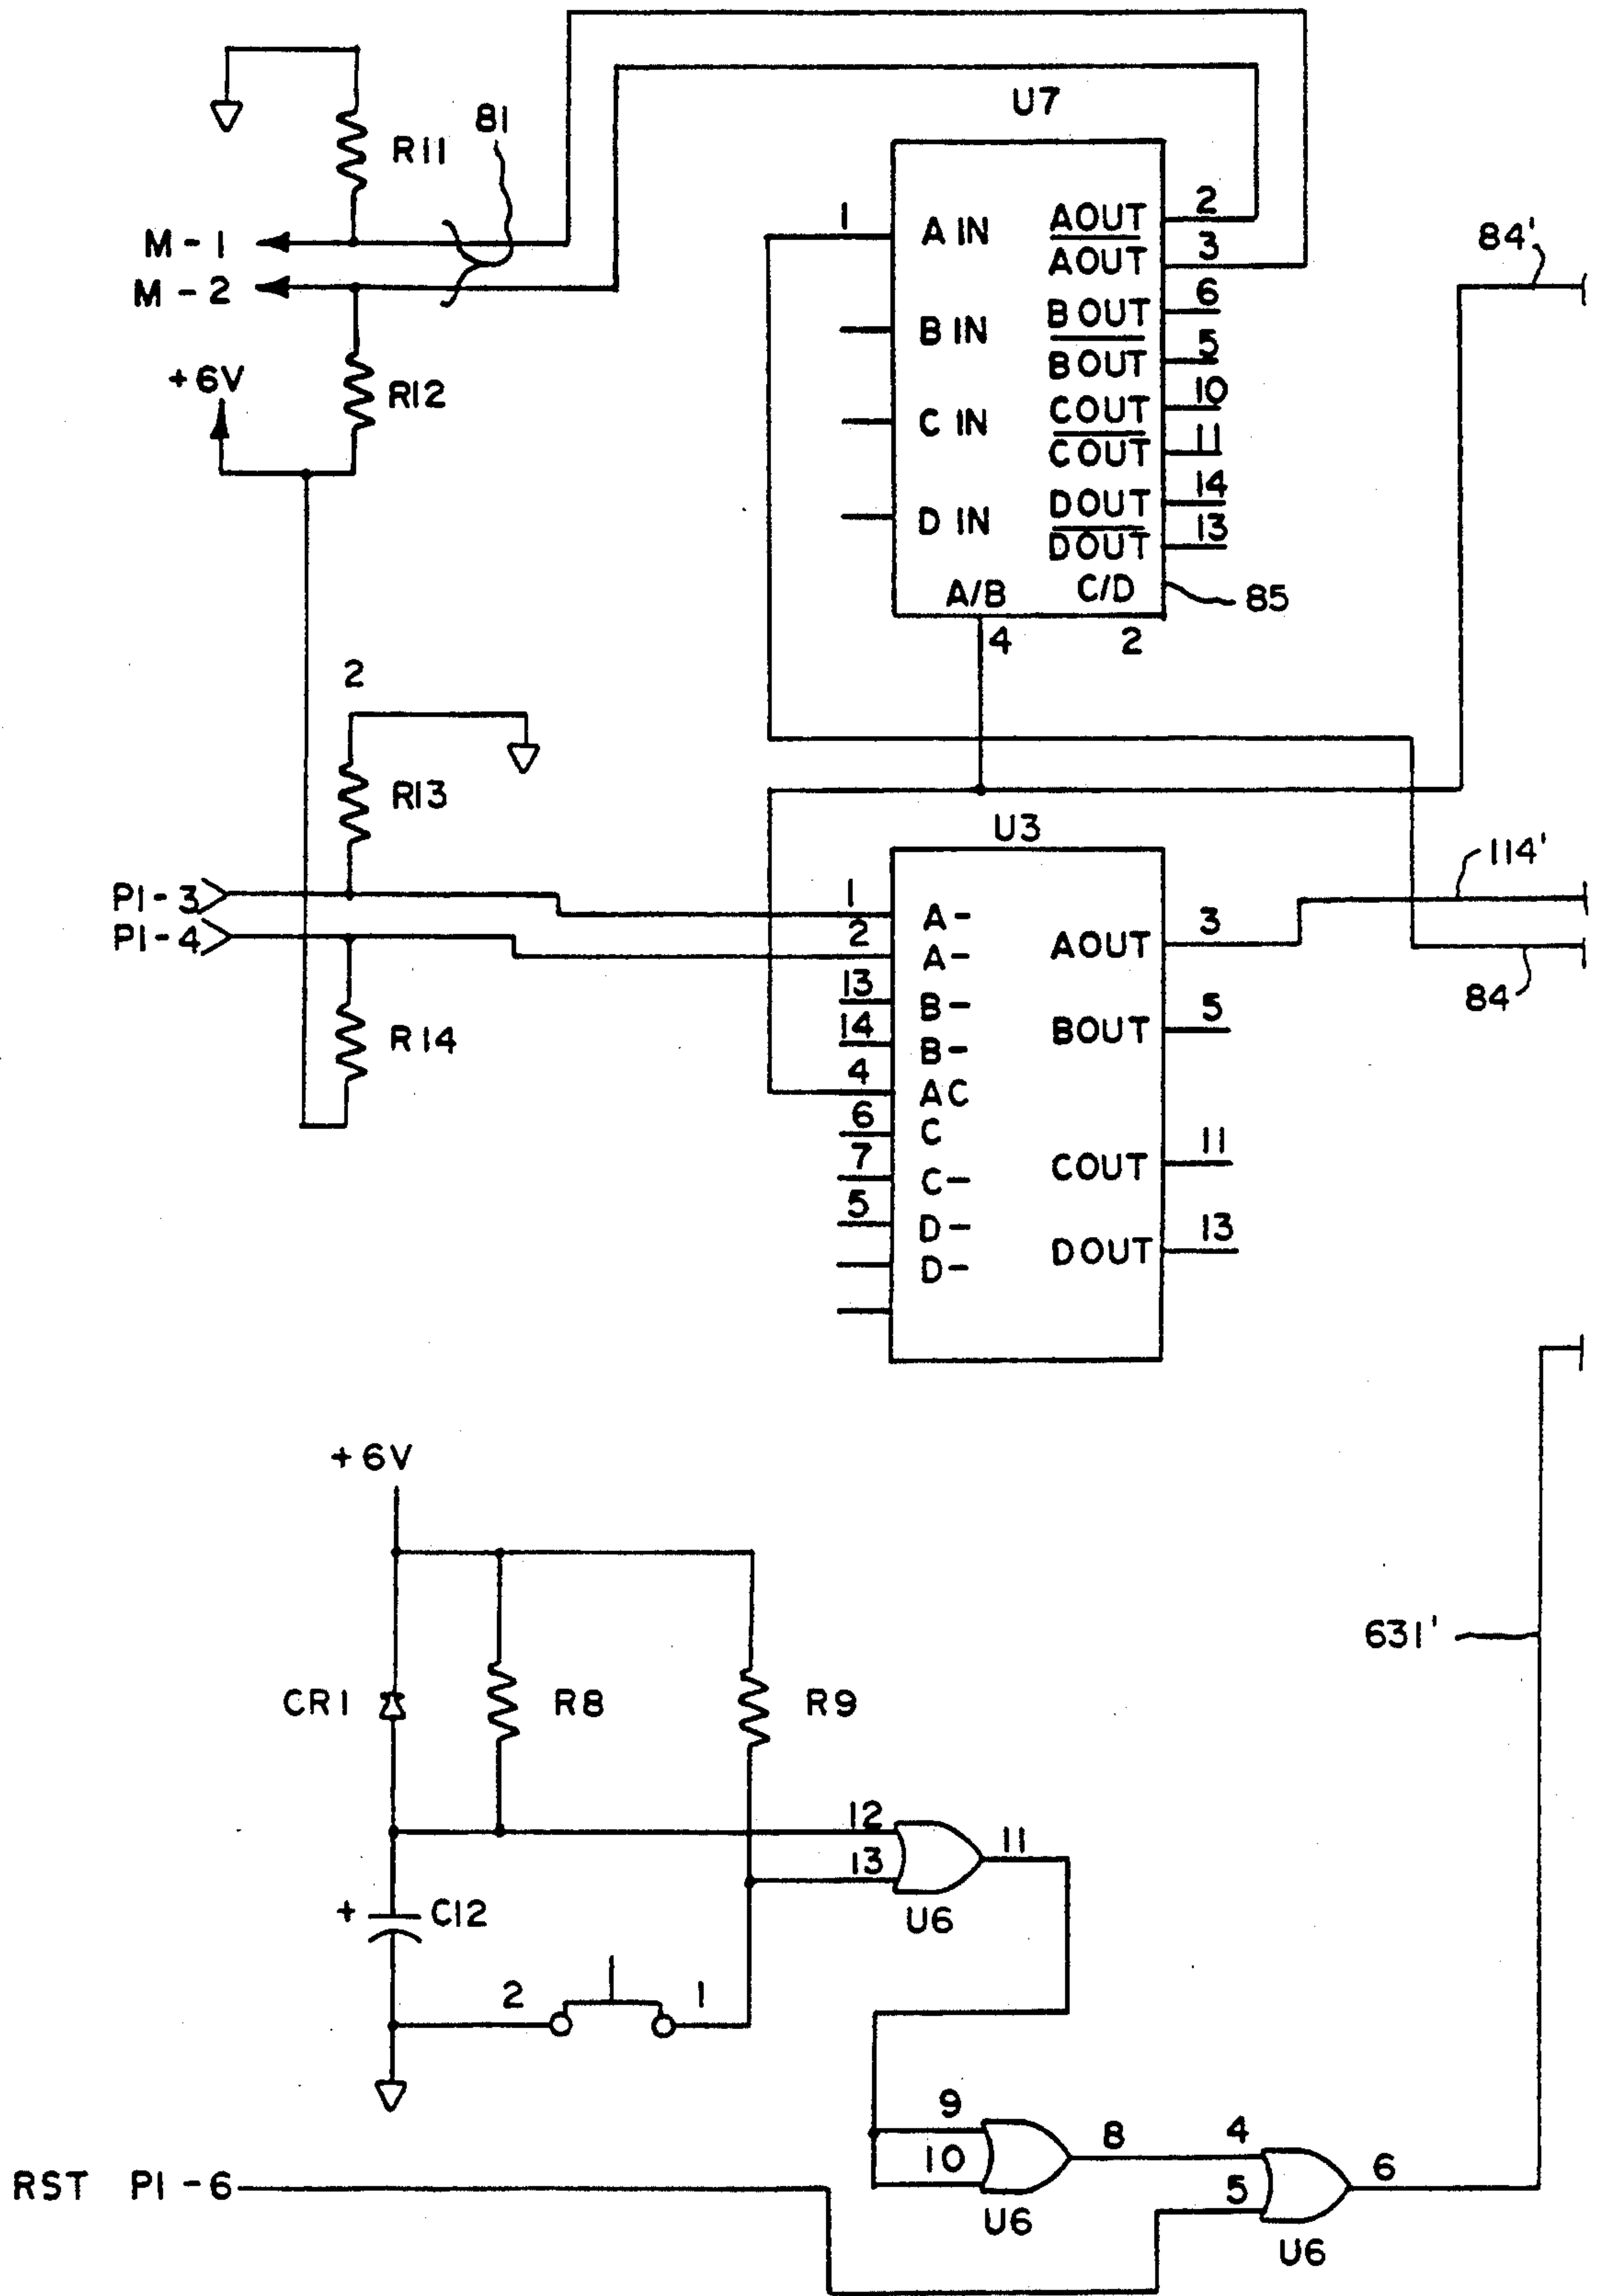 U7
81
R11
M-1
M-2
+6V
R12
1
A IN
B IN
C IN
D IN
AOUT
AOUT
BOUT
BOUT
COUT
COUT
DOUT
DOUT
2
3
6
5
10
11
14
13
A/B
C/D
85
4
2
84'
2
R13
P1-3
P1-4
R14
U3
1
2
13
14
4
6
7
5
A-
A-
B-
B-
AC
C
C-
D-
D-
AOUT
BOUT
COUT
DOUT
3
5
11
13
114'
84
+6V
CR1
R8
R9
12
13
11
U6
+
C12
2
1
631'
9
10
8
U6
4
5
6
U6
RST P1-6